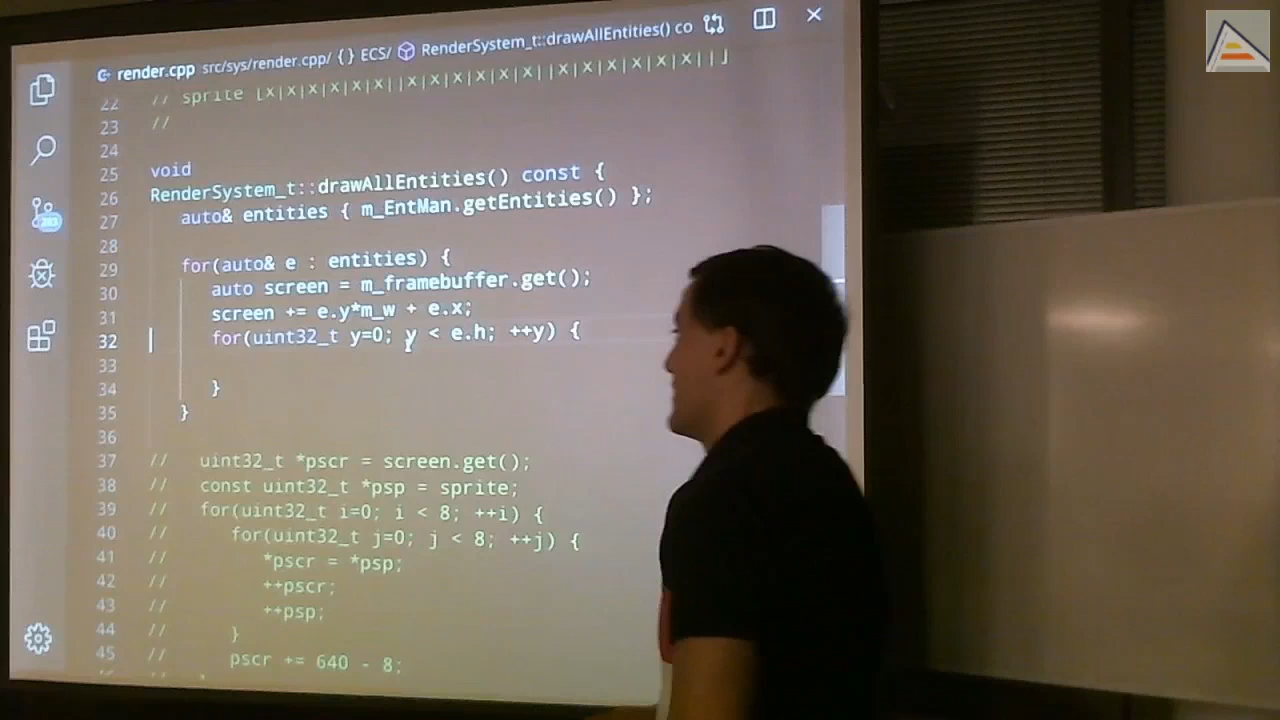 render.cpp src/sys/render.cpp/ { } ECS/ RenderSystem_t::drawAllEntities() co
22 // sprite [x|x|x|x|x|x||x|x|x|x|x|x||x|x|x|x|x|x||]
23 //
24
25 void
26 RenderSystem_t::drawAllEntities() const {
27 auto& entities { m_EntMan.getEntities() };
28
29 for(auto& e : entities) {
30 auto screen = m_framebuffer.get();
31 screen += e.y*m_w + e.x;
32 for(uint32_t y=0; y < e.h; ++y) {
33
34 }
35 }
36
37 // uint32_t *pscr = screen.get();
38 // const uint32_t *psp = sprite;
39 // for(uint32_t i=0; i < 8; ++i) {
40 // for(uint32_t j=0; j < 8; ++j) {
41 // *pscr = *psp;
42 // ++pscr;
43 // ++psp;
44 // }
45 // pscr += 640 - 8;